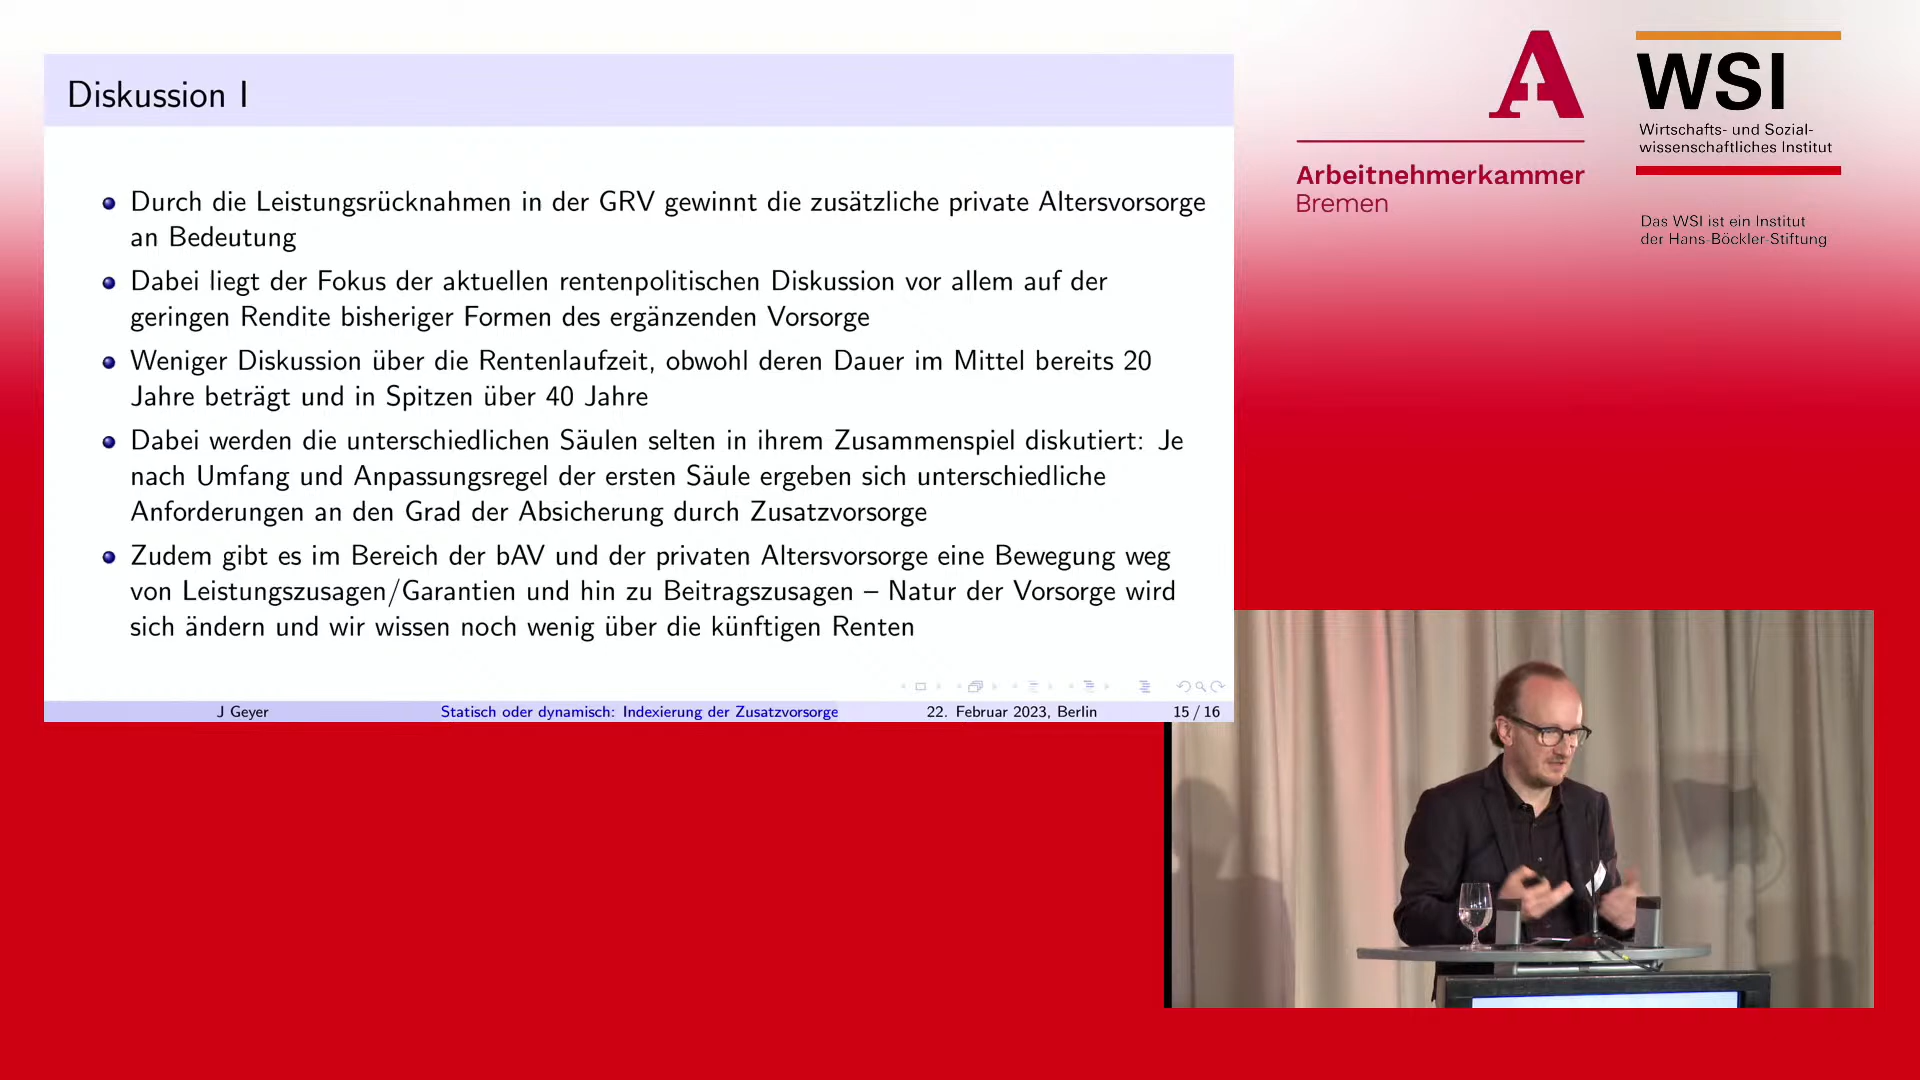 Diskussion I
Durch die Leistungsrücknahmen in der GRV gewinnt die zusätzliche private Altersvorsorge
an Bedeutung
Dabei liegt der Fokus der aktuellen rentenpolitischen Diskussion vor allem auf der
geringen Rendite bisheriger Formen des ergänzenden Vorsorge
Weniger Diskussion über die Rentenlaufzeit, obwohl deren Dauer im Mittel bereits 20
Jahre beträgt und in Spitzen über 40 Jahre
Dabei werden die unterschiedlichen Säulen selten in ihrem Zusammenspiel diskutiert: Je
nach Umfang und Anpassungsregel der ersten Säule ergeben sich unterschiedliche
Anforderungen an den Grad der Absicherung durch Zusatzvorsorge
Zudem gibt es im Bereich der bAV und der privaten Altersvorsorge eine Bewegung weg
von Leistungszusagen/Garantien und hin zu Beitragszusagen – Natur der Vorsorge wird
sich ändern und wir wissen noch wenig über die künftigen Renten
J Geyer
Statisch oder dynamisch: Indexierung der Zusatzvorsorge
22. Februar 2023, Berlin
15 / 16
A
Arbeitnehmerkammer
Bremen
WSI
Wirtschafts- und Sozial-
wissenschaftliches Institut
Das WSI ist ein Institut
der Hans-Böckler-Stiftung